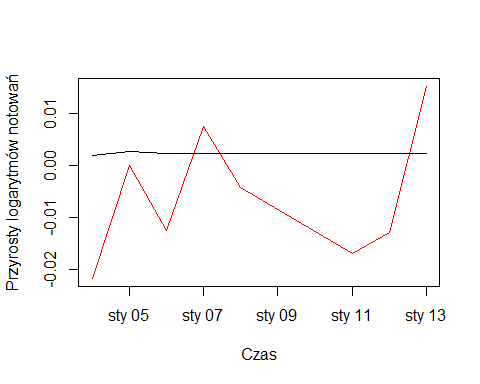 Przyrosty logarytmów notowań
0.01
0.00
-0.01
-0.02
sty 05 sty 07 sty 09 sty 11 sty 13
Czas